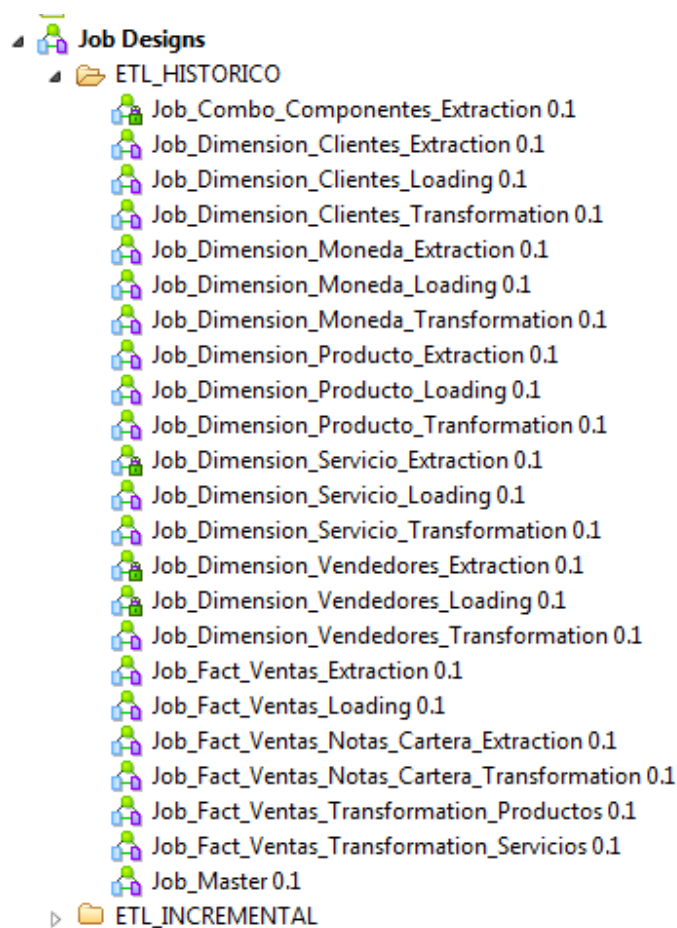 Job Designs
ETL_HISTORICO
Job_Combo_Componentes_Extraction 0.1
Job_Dimension_Clientes_Extraction 0.1
Job_Dimension_Clientes_Loading 0.1
Job_Dimension_Clientes_Transformation 0.1
Job_Dimension_Moneda_Extraction 0.1
Job_Dimension_Moneda_Loading 0.1
Job_Dimension_Moneda_Transformation 0.1
Job_Dimension_Producto_Extraction 0.1
Job_Dimension_Producto_Loading 0.1
Job_Dimension_Producto_Tranformation 0.1
Job_Dimension_Servicio_Extraction 0.1
Job_Dimension_Servicio_Loading 0.1
Job_Dimension_Servicio_Transformation 0.1
Job_Dimension_Vendedores_Extraction 0.1
Job_Dimension_Vendedores_Loading 0.1
Job_Dimension_Vendedores_Transformation 0.1
Job_Fact_Ventas_Extraction 0.1
Job_Fact_Ventas_Loading 0.1
Job_Fact_Ventas_Notas_Cartera_Extraction 0.1
Job_Fact_Ventas_Notas_Cartera_Transformation 0.1
Job_Fact_Ventas_Transformation_Productos 0.1
Job_Fact_Ventas_Transformation_Servicios 0.1
Job_Master 0.1
ETL_INCREMENTAL